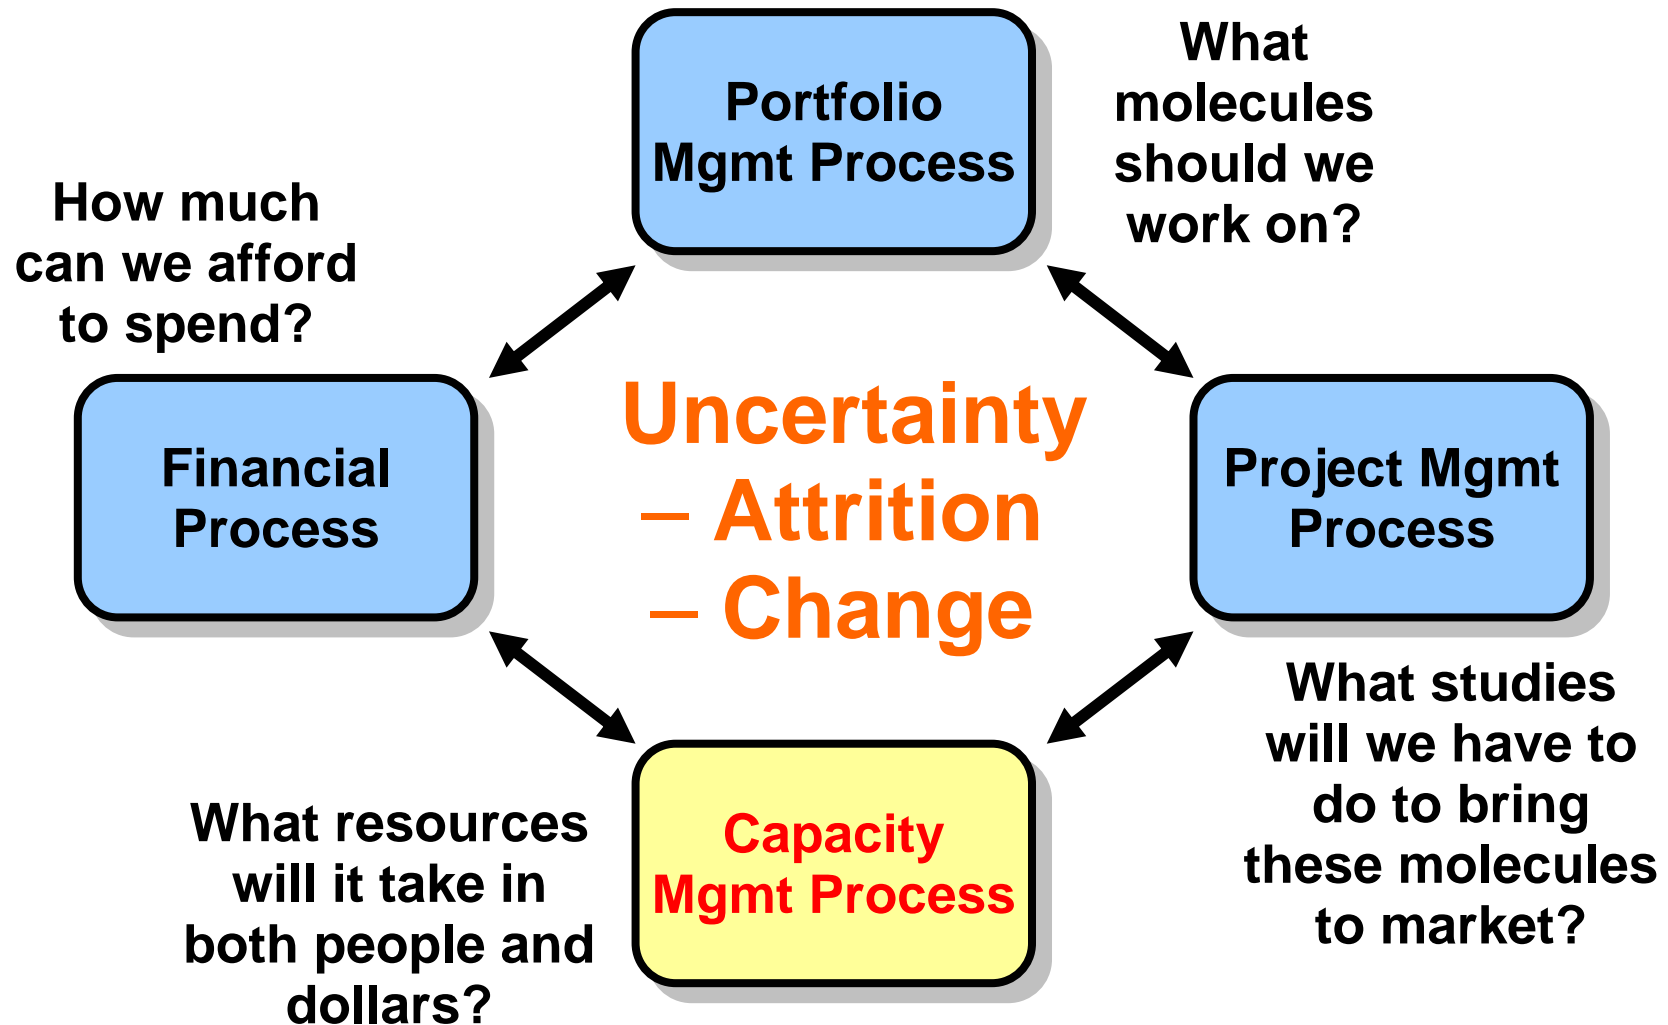 Portfolio
Mgmt Process
What
molecules
should we
work on?
How much
can we afford
to spend?
Financial
Process
Uncertainty
– Attrition
– Change
Project Mgmt
Process
What studies
will we have to
do to bring
these molecules
to market?
Capacity
Mgmt Process
What resources
will it take in
both people and
dollars?